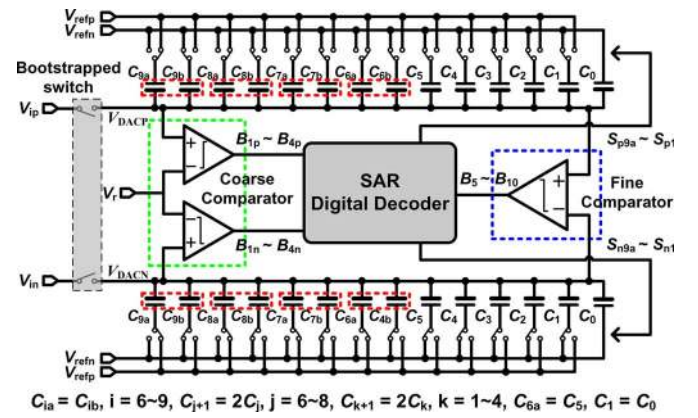 Vrefp
Vrefn
Bootstrapped switch
C9a C9b C8a C8b C7a C7b C6a C6b C5 C4 C3 C2 C1 C0
Vip
VDACP
B1p ~ B4p
Sp9a ~ Sp1
Vr
Coarse Comparator
SAR Digital Decoder
B5 ~ B10
Fine Comparator
B1n ~ B4n
Sn9a ~ Sn1
Vin
VDACN
C9a C9b C8a C8b C7a C7b C6a C4b C5 C4 C3 C2 C1 C0
Vrefn
Vrefp
Cia = Cib, i = 6~9, Cj+1 = 2Cj, j = 6~8, Ck+1 = 2Ck, k = 1~4, C6a = C5, C1 = C0